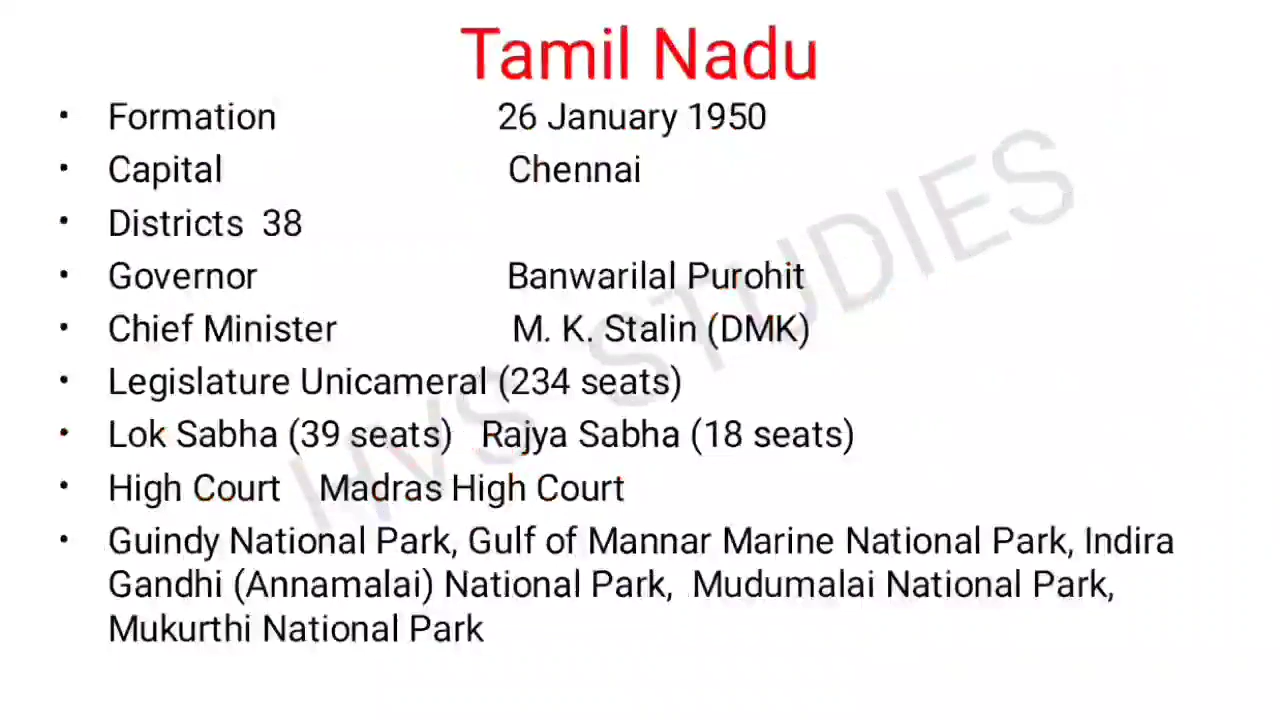 Tamil Nadu
• Formation 26 January 1950
• Capital Chennai
• Districts 38
• Governor Banwarilal Purohit
• Chief Minister M. K. Stalin (DMK)
• Legislature Unicameral (234 seats)
• Lok Sabha (39 seats) Rajya Sabha (18 seats)
• High Court Madras High Court
• Guindy National Park, Gulf of Mannar Marine National Park, Indira
Gandhi (Annamalai) National Park, Mudumalai National Park,
Mukurthi National Park
HVS STUDIES